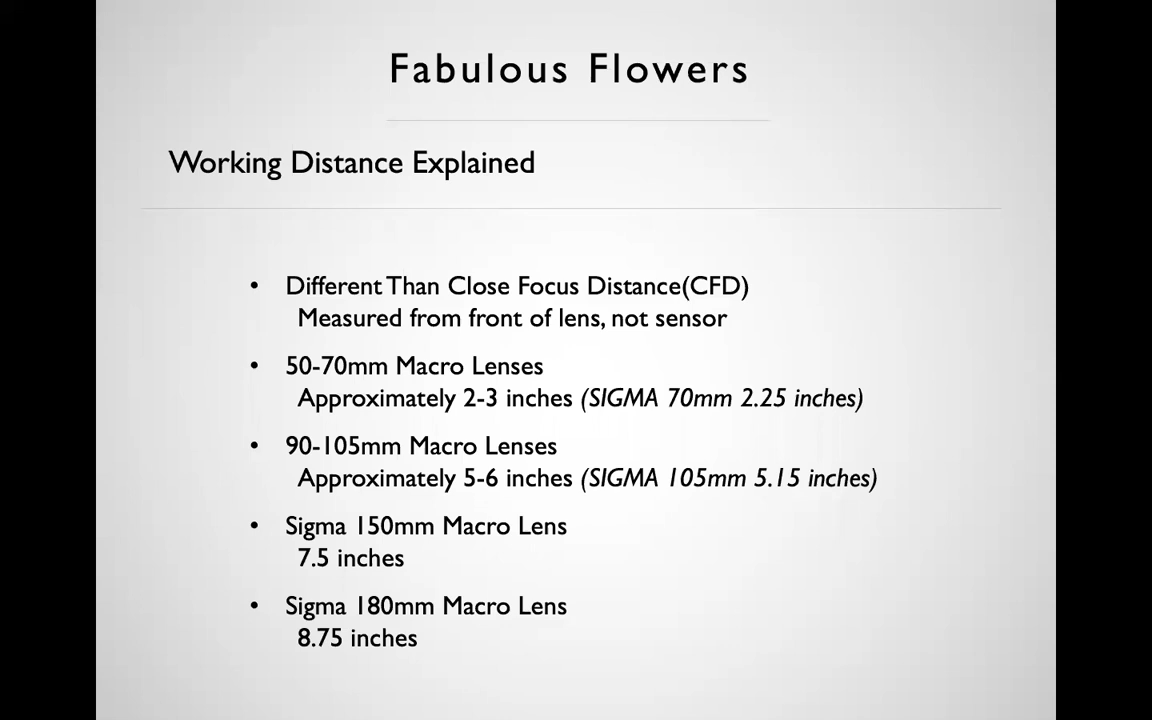 Fabulous Flowers
Working Distance Explained
• Different Than Close Focus Distance(CFD)
Measured from front of lens, not sensor
• 50-70mm Macro Lenses
Approximately 2-3 inches (SIGMA 70mm 2.25 inches)
• 90-105mm Macro Lenses
Approximately 5-6 inches (SIGMA 105mm 5.15 inches)
• Sigma 150mm Macro Lens
7.5 inches
• Sigma 180mm Macro Lens
8.75 inches